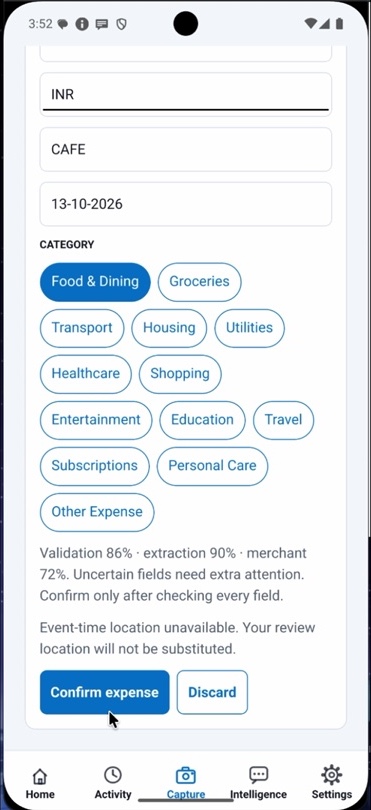 3:52
INR
CAFE
13-10-2026
CATEGORY
Food & Dining Groceries
Transport Housing Utilities
Healthcare Shopping
Entertainment Education Travel
Subscriptions Personal Care
Other Expense
Validation 86% · extraction 90% · merchant
72%. Uncertain fields need extra attention.
Confirm only after checking every field.
Event-time location unavailable. Your review
location will not be substituted.
Confirm expense Discard
Home Activity Capture Intelligence Settings